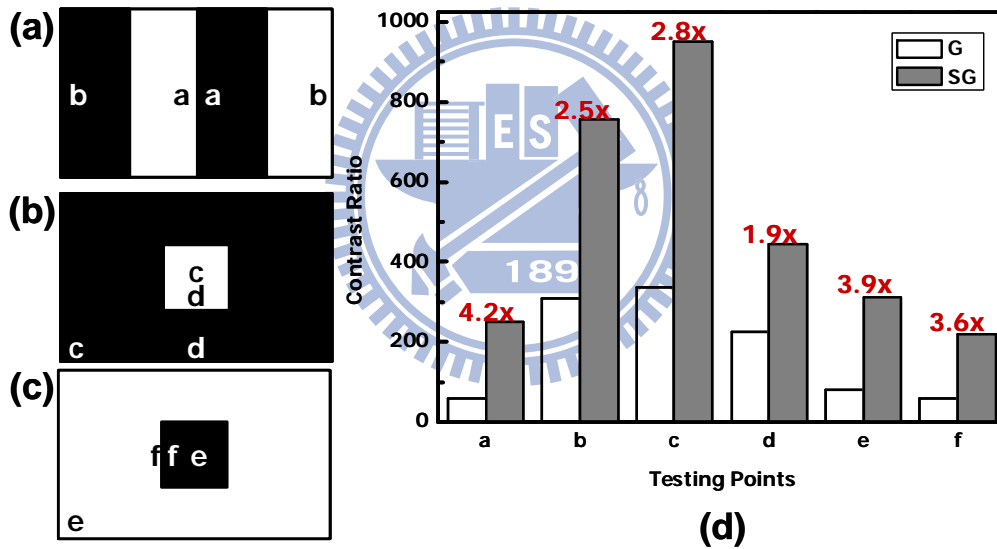 (a)
b a a b
(b)
c
d
c d
(c)
f f e
e
Contrast Ratio
1000
800
600
400
200
0
G
SG
4.2x
2.5x
2.8x
1.9x
3.9x
3.6x
a b c d e f
Testing Points
(d)
E S
189
8